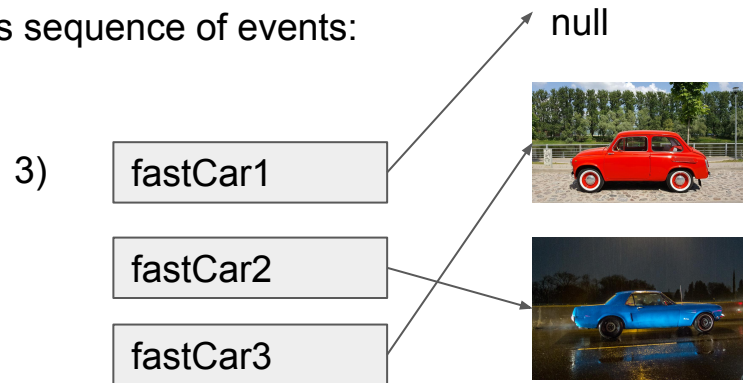 s sequence of events:
null
3)
fastCar1
fastCar2
fastCar3